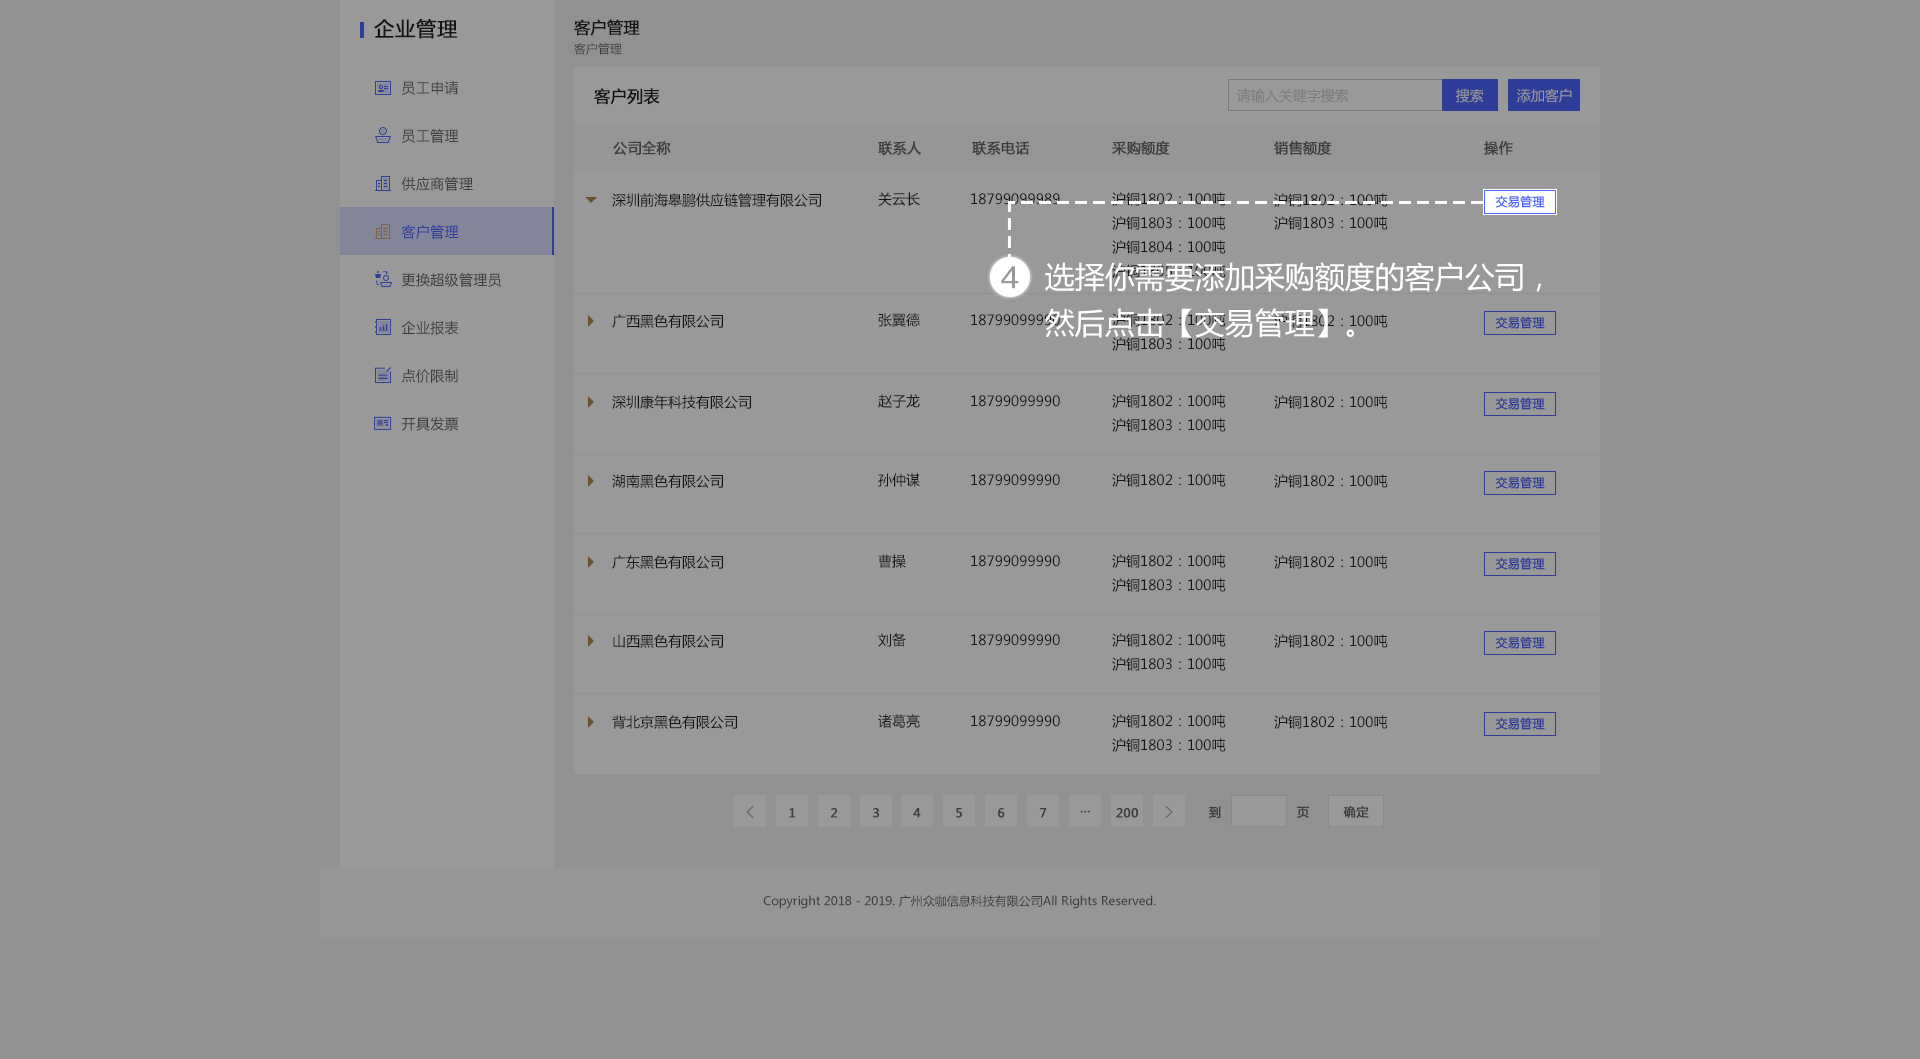 企业管理
员工申请
员工管理
供应商管理
客户管理
更换超级管理员
企业报表
点价限制
开具发票
客户管理
客户管理
客户列表
请输入关键字搜索 搜索 添加客户
公司全称 联系人 联系电话 采购额度 销售额度 操作
深圳前海皋鹏供应链管理有限公司 关云长 18799099989 沪铜1802：100吨 沪铜1802：100吨 交易管理
沪铜1803：100吨 沪铜1803：100吨
沪铜1804：100吨
4 选择你需要添加采购额度的客户公司，
然后点击【交易管理】。
广西黑色有限公司 张翼德 18799099990 沪铜1802：100吨 沪铜1802：100吨 交易管理
沪铜1803：100吨
深圳康年科技有限公司 赵子龙 18799099990 沪铜1802：100吨 沪铜1802：100吨 交易管理
沪铜1803：100吨
湖南黑色有限公司 孙仲谋 18799099990 沪铜1802：100吨 沪铜1802：100吨 交易管理
广东黑色有限公司 曹操 18799099990 沪铜1802：100吨 沪铜1802：100吨 交易管理
沪铜1803：100吨
山西黑色有限公司 刘备 18799099990 沪铜1802：100吨 沪铜1802：100吨 交易管理
沪铜1803：100吨
背北京黑色有限公司 诸葛亮 18799099990 沪铜1802：100吨 沪铜1802：100吨 交易管理
沪铜1803：100吨
1 2 3 4 5 6 7 ··· 200 到 页 确定
Copyright 2018 - 2019. 广州众咖信息科技有限公司All Rights Reserved.